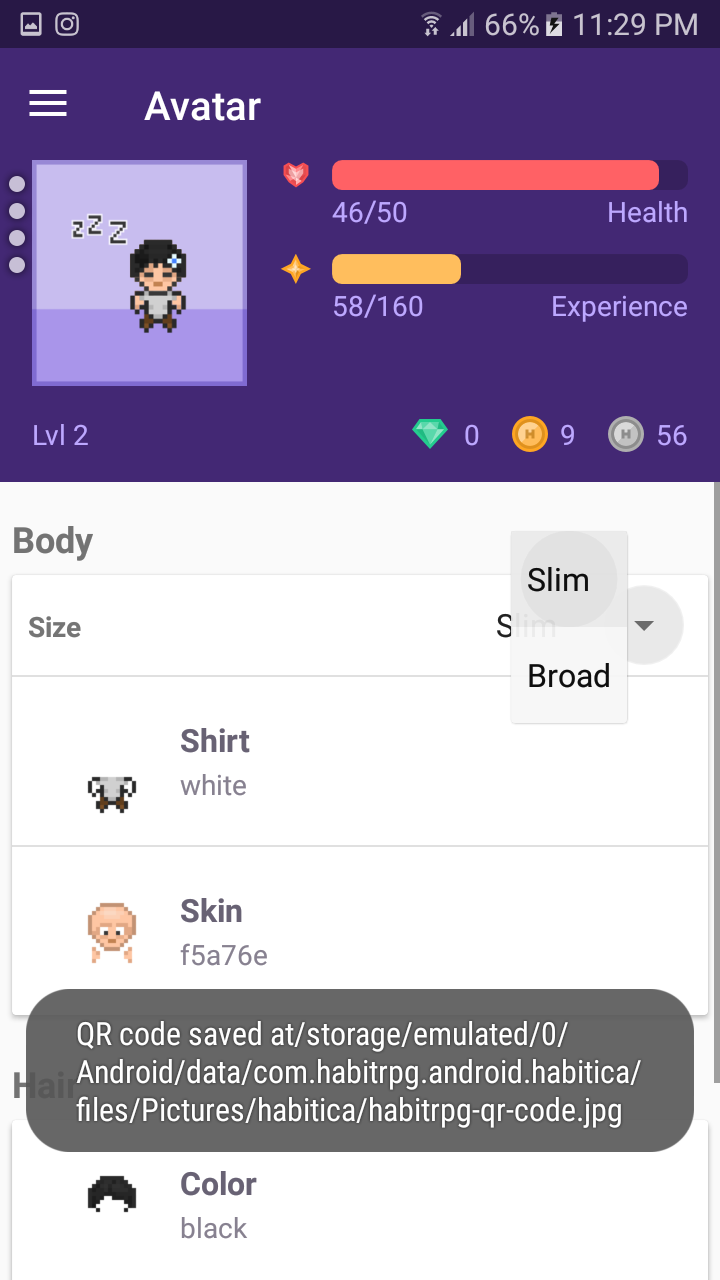 66% 11:29 PM
Avatar
z z z
46/50 Health
58/160 Experience
Lvl 2 0 H 9 H 56
Body
Slim
Size Slim
Broad
Shirt
white
Skin
f5a76e
QR code saved at/storage/emulated/0/
Android/data/com.habitrpg.android.habitica/
files/Pictures/habitica/habitrpg-qr-code.jpg
Hair
Color
black